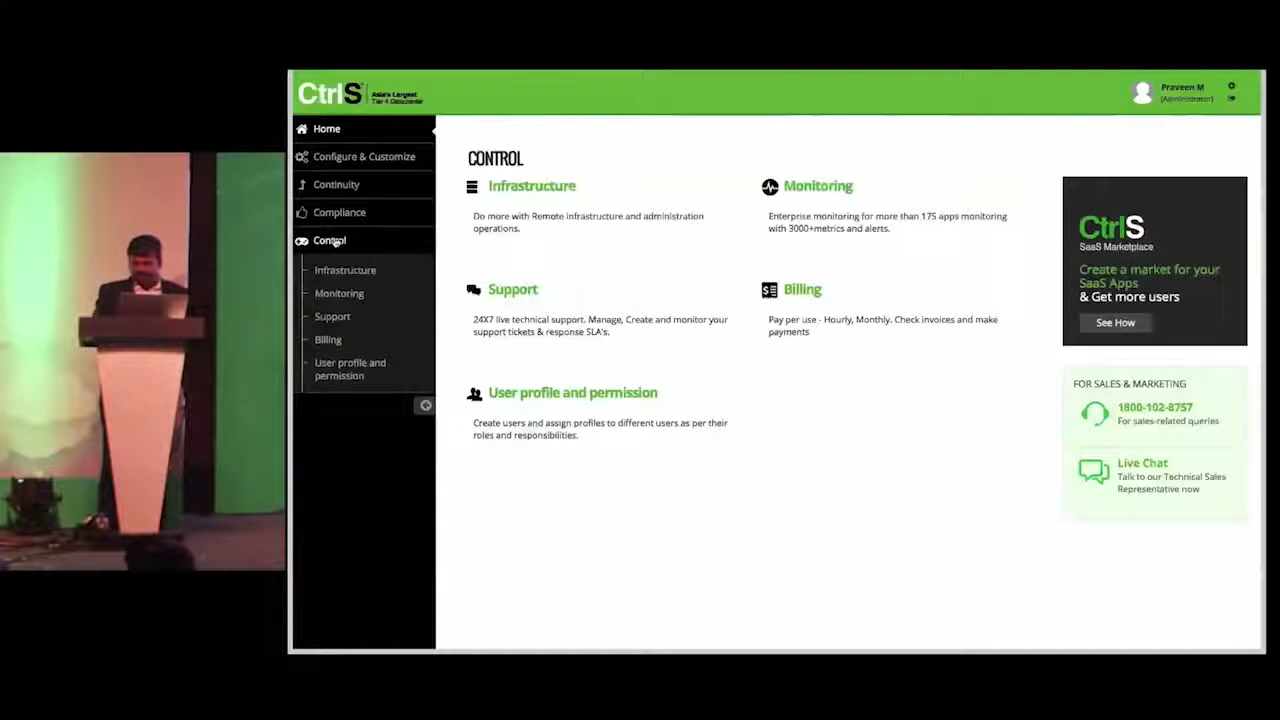 CtrlS
Asia's Largest
Tier 4 Datacenter
Praveen M
(Administrator)
Home
Configure & Customize
Continuity
Compliance
Control
Infrastructure
Monitoring
Support
Billing
User profile and
permission
CONTROL
Infrastructure
Do more with Remote infrastructure and administration
operations.
Monitoring
Enterprise monitoring for more than 175 apps monitoring
with 3000+metrics and alerts.
Support
24X7 live technical support. Manage, Create and monitor your
support tickets & response SLA's.
Billing
Pay per use - Hourly, Monthly. Check invoices and make
payments
User profile and permission
Create users and assign profiles to different users as per their
roles and responsibilities.
CtrlS
SaaS Marketplace
Create a market for your
SaaS Apps
& Get more users
See How
FOR SALES & MARKETING
1800-102-8757
For sales-related queries
Live Chat
Talk to our Technical Sales
Representative now